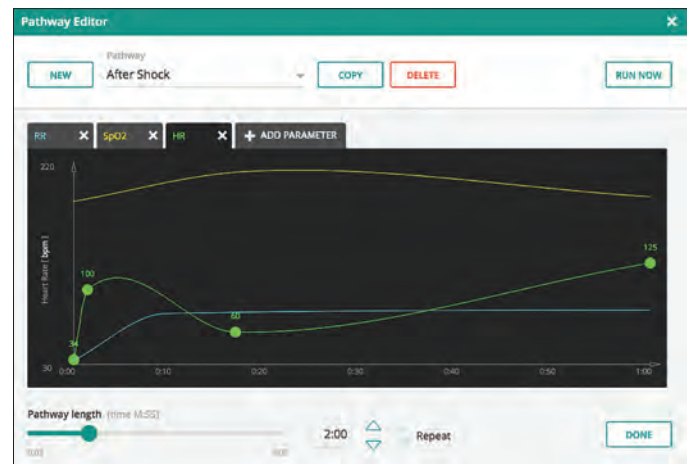 Pathway Editor ×
Pathway
NEW After Shock COPY DELETE RUN NOW
RR × SpO2 × HR × + ADD PARAMETER
220
Heart Rate [ bpm ]
125
100
60
34
30 0:00 0:10 0:20 0:30 0:40 0:50 1:00
Pathway length (time M:SS)
2:00 Repeat DONE